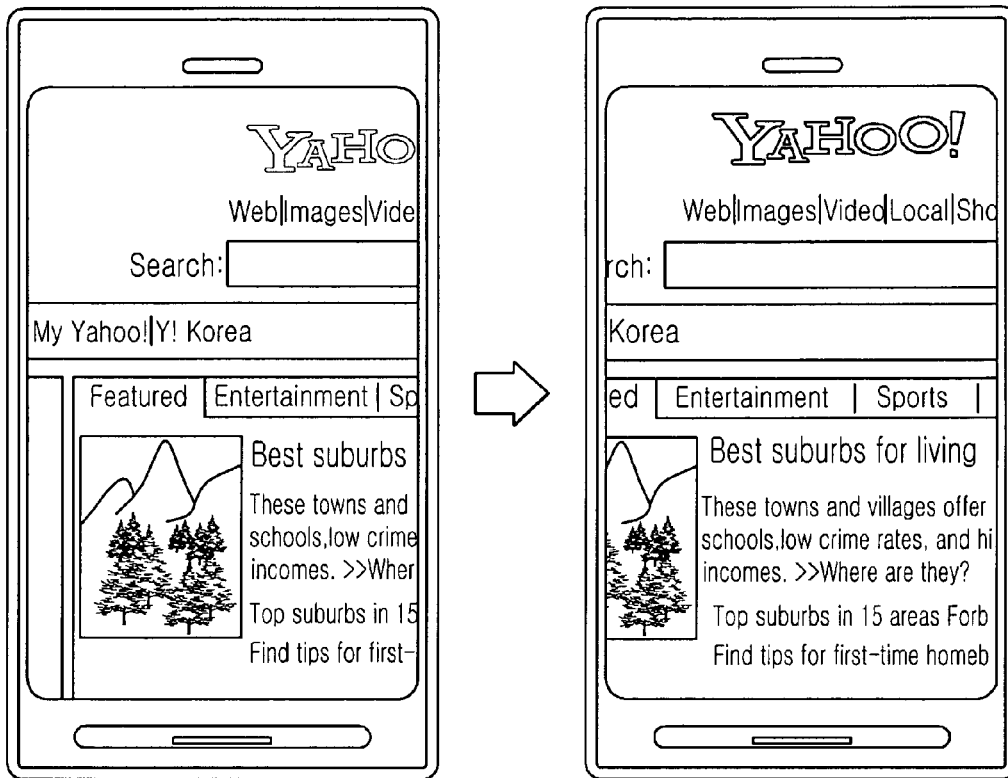 YAHO
Web|Images|Vide
Search:
My Yahoo!|Y! Korea
Featured | Entertainment | Sp
Best suburbs
These towns and
schools,low crime
incomes. >>Wher
Top suburbs in 15
Find tips for first-
YAHOO!
Web|Images|Video|Local|Sho
rch:
Korea
ed | Entertainment | Sports |
Best suburbs for living
These towns and villages offer
schools,low crime rates, and hi
incomes. >>Where are they?
Top suburbs in 15 areas Forb
Find tips for first-time homeb